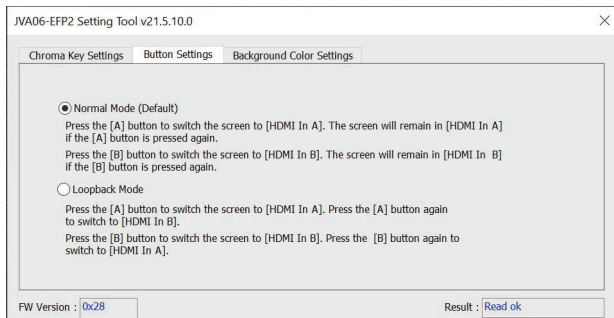 JVA06-EFP2 Setting Tool v21.5.10.0
Chroma Key Settings Button Settings Background Color Settings
Normal Mode (Default)
Press the [A] button to switch the screen to [HDMI In A]. The screen will remain in [HDMI In A]
if the [A] button is pressed again.
Press the [B] button to switch the screen to [HDMI In B]. The screen will remain in [HDMI In B]
if the [B] button is pressed again.
Loopback Mode
Press the [A] button to switch the screen to [HDMI In A]. Press the [A] button again
to switch to [HDMI In B].
Press the [B] button to switch the screen to [HDMI In B]. Press the [B] button again to
switch to [HDMI In A].
FW Version : 0x28 Result : Read ok